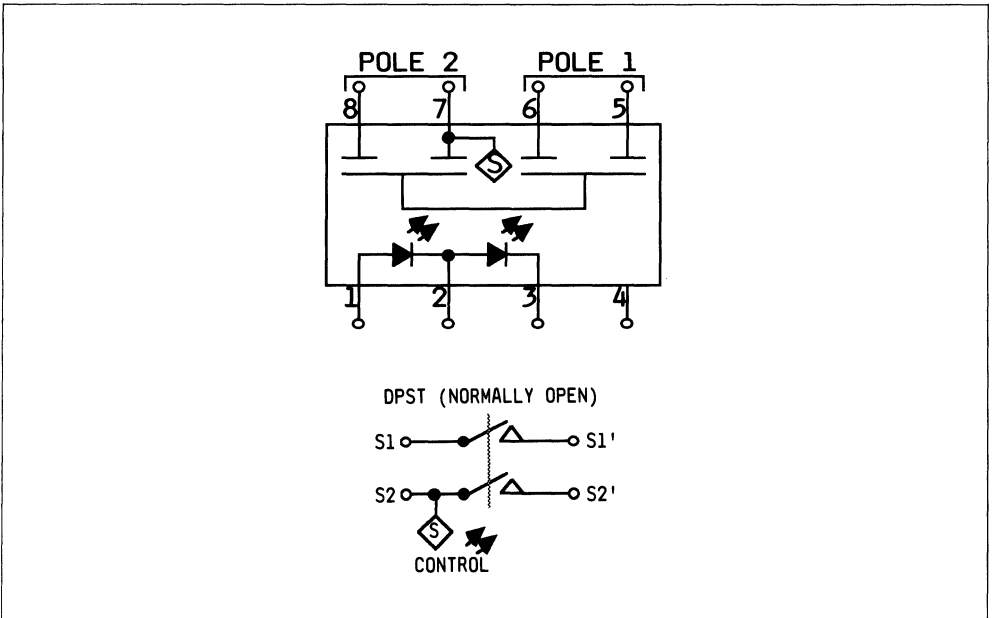 POLE 2 POLE 1
8 7 6 5
S
1 2 3 4
DPST (NORMALLY OPEN)
S1 S1'
S2 S2'
S
CONTROL